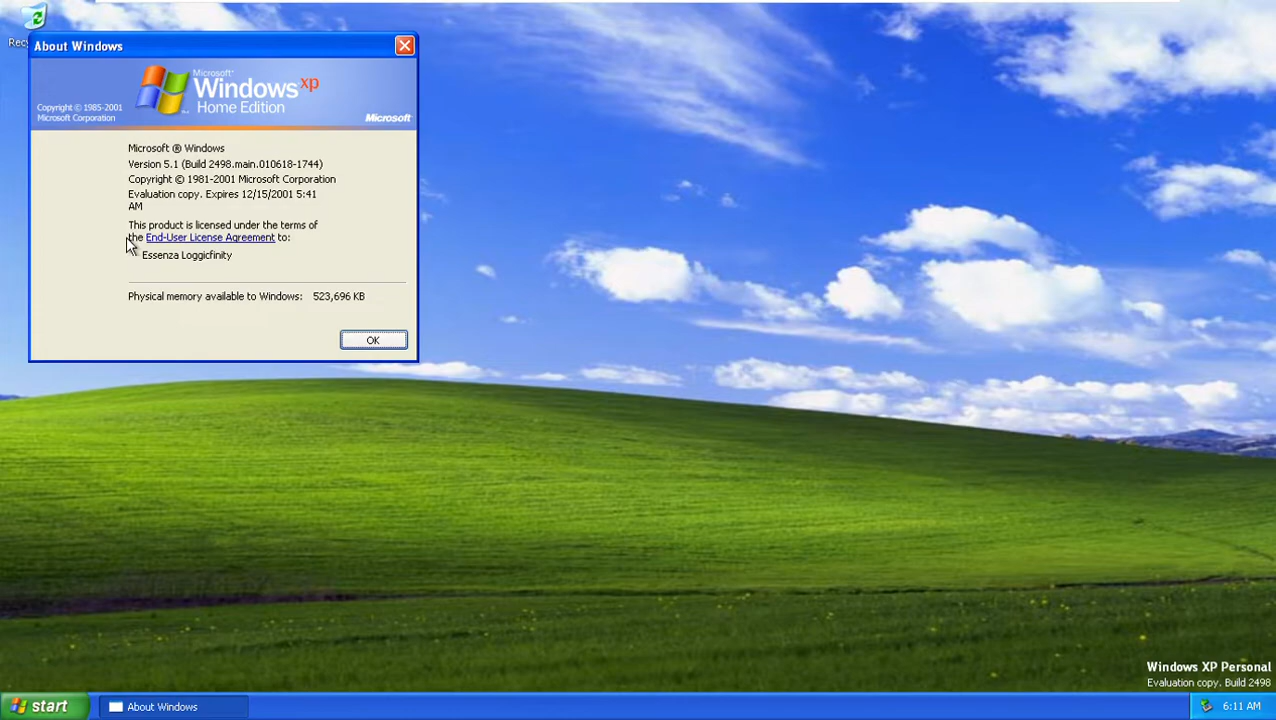 Recy
About Windows
Microsoft
Windows xp
Home Edition
Copyright © 1985-2001
Microsoft Corporation
Microsoft
Microsoft ® Windows
Version 5.1 (Build 2498.main.010618-1744)
Copyright © 1981-2001 Microsoft Corporation
Evaluation copy. Expires 12/15/2001 5:41
AM
This product is licensed under the terms of
the End-User License Agreement to:
Essenza Loggicfinity
Physical memory available to Windows: 523,696 KB
OK
Windows XP Personal
Evaluation copy. Build 2498
start
About Windows
6:11 AM